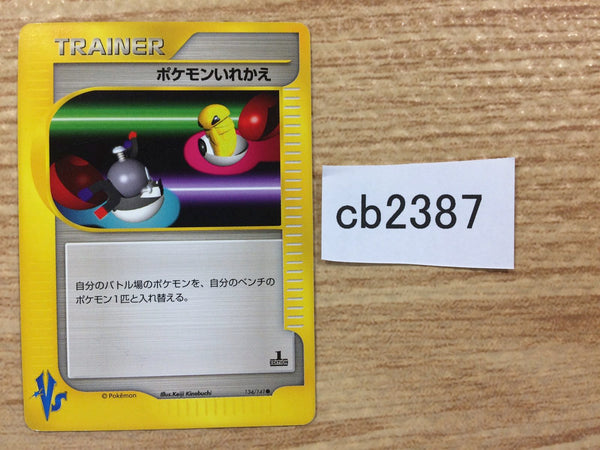 TRAINER
ポケモンいれかえ
自分のバトル場のポケモンを、自分のベンチの
ポケモン1匹と入れ替える。
1
EDITION
VS
© Pokémon
Illus. Keiji Kinebuchi
134/141●
cb2387